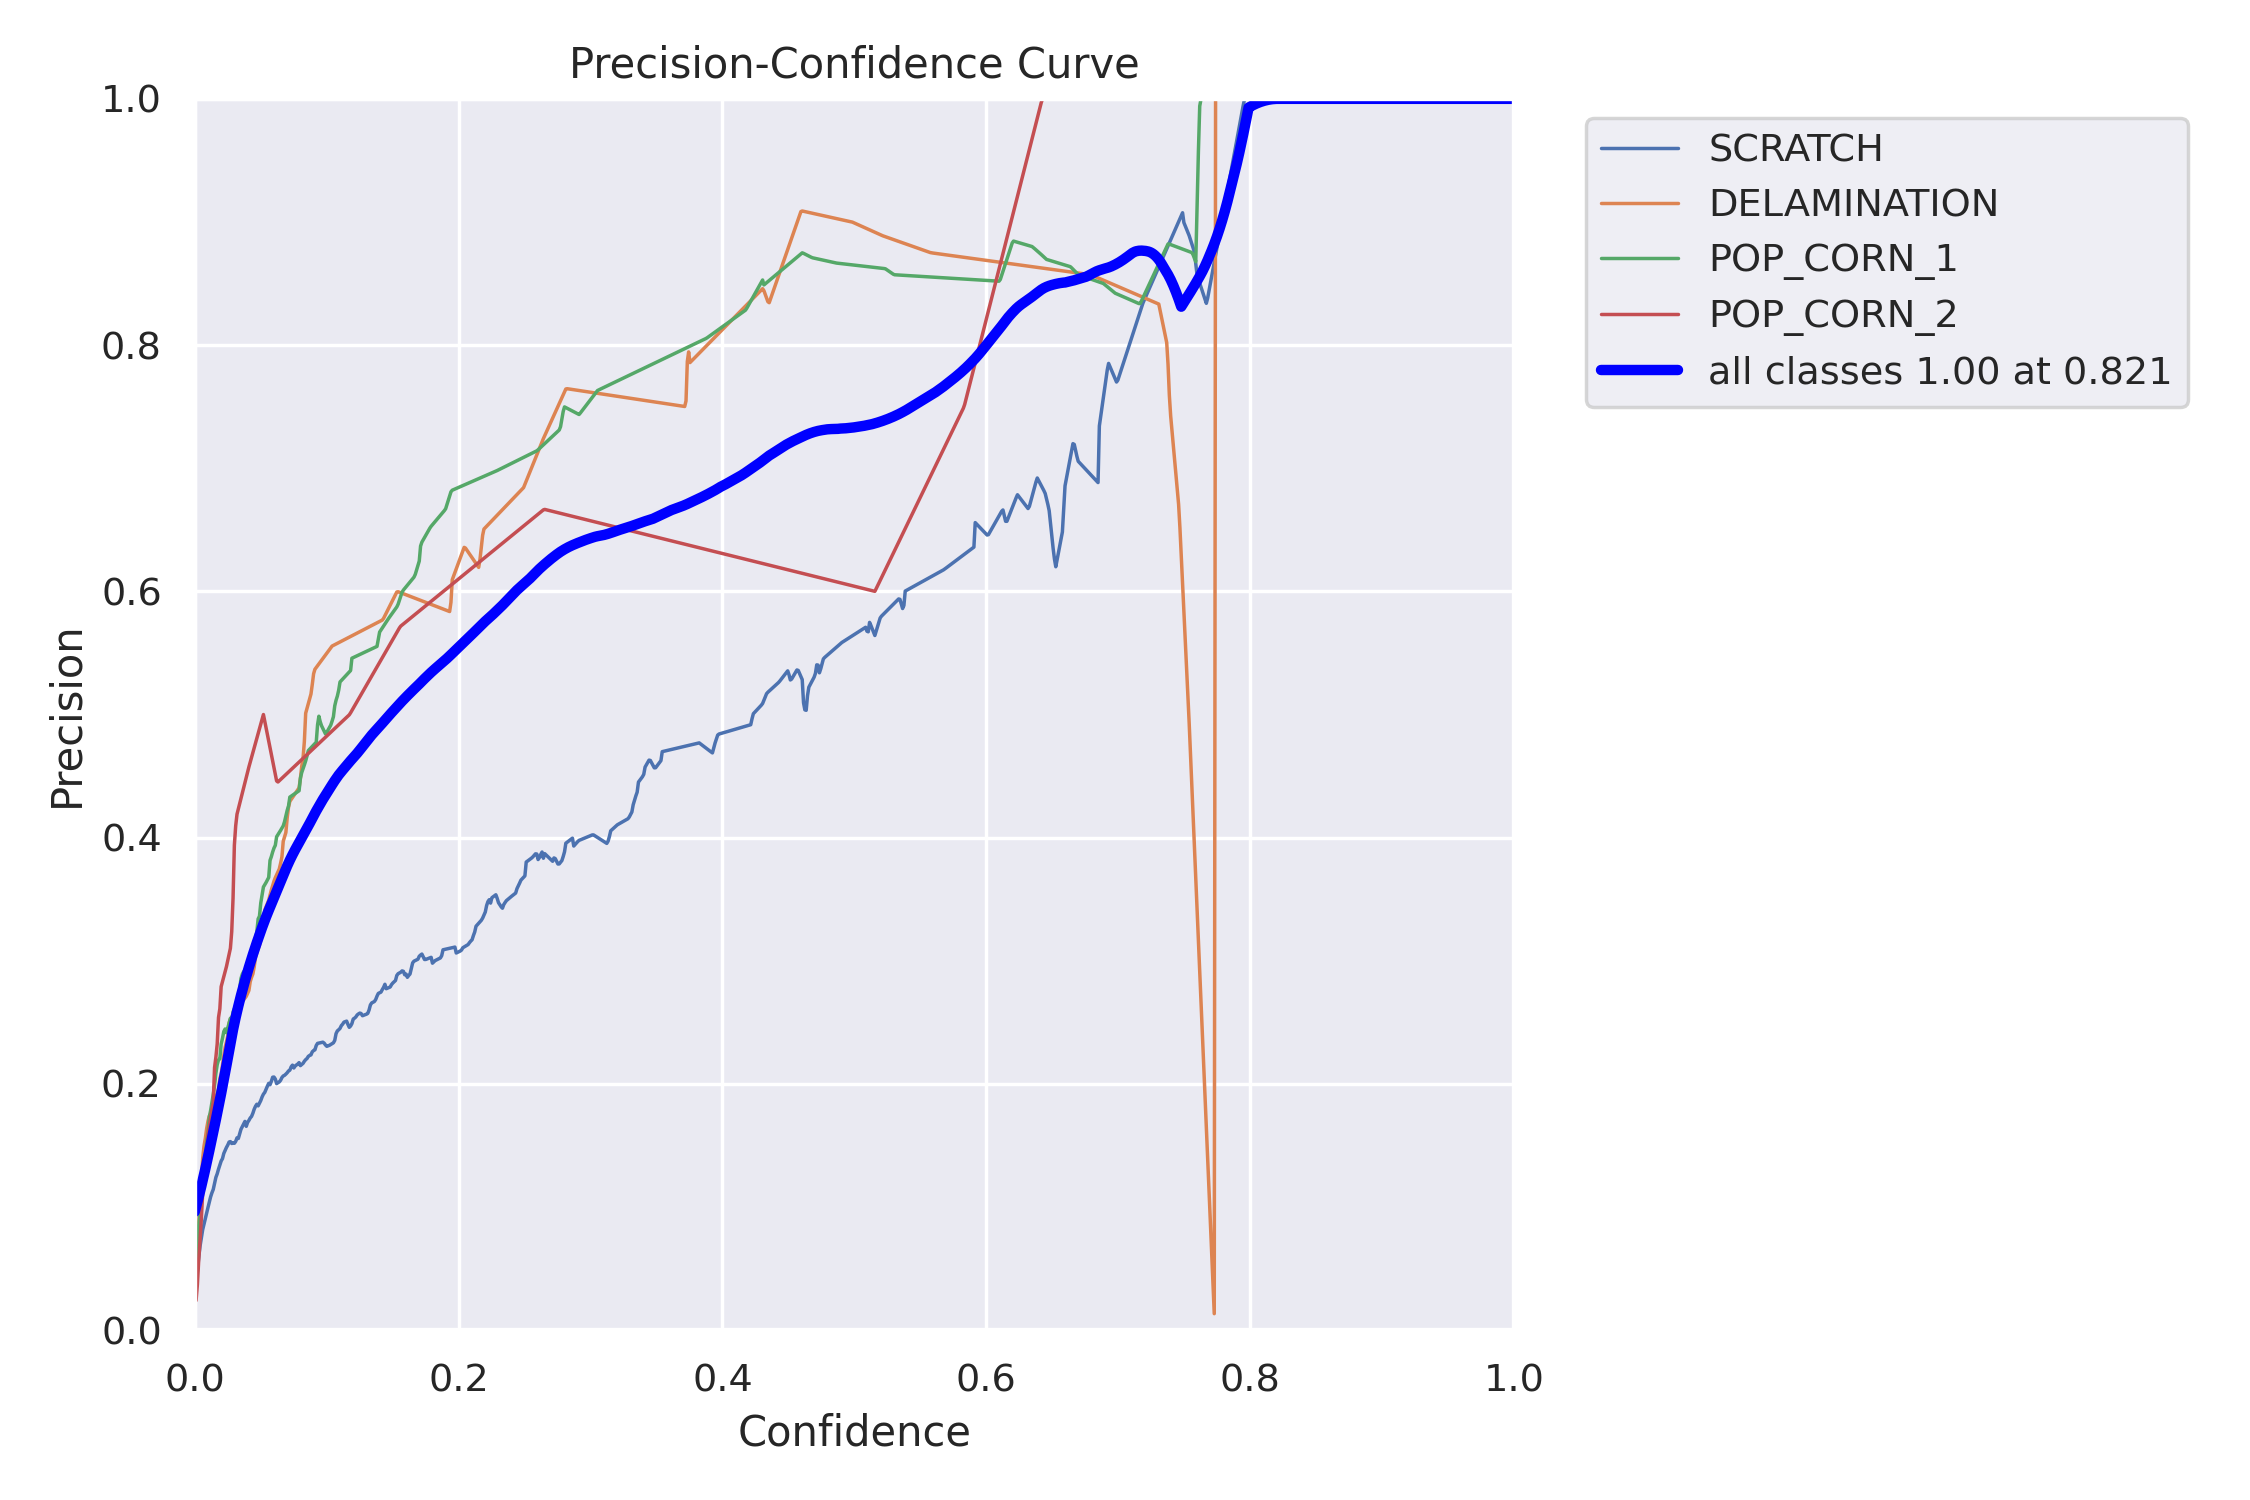 Precision-Confidence Curve
1.0
0.8
0.6
0.4
0.2
0.0
Precision
0.0 0.2 0.4 0.6 0.8 1.0
Confidence
SCRATCH
DELAMINATION
POP_CORN_1
POP_CORN_2
all classes 1.00 at 0.821